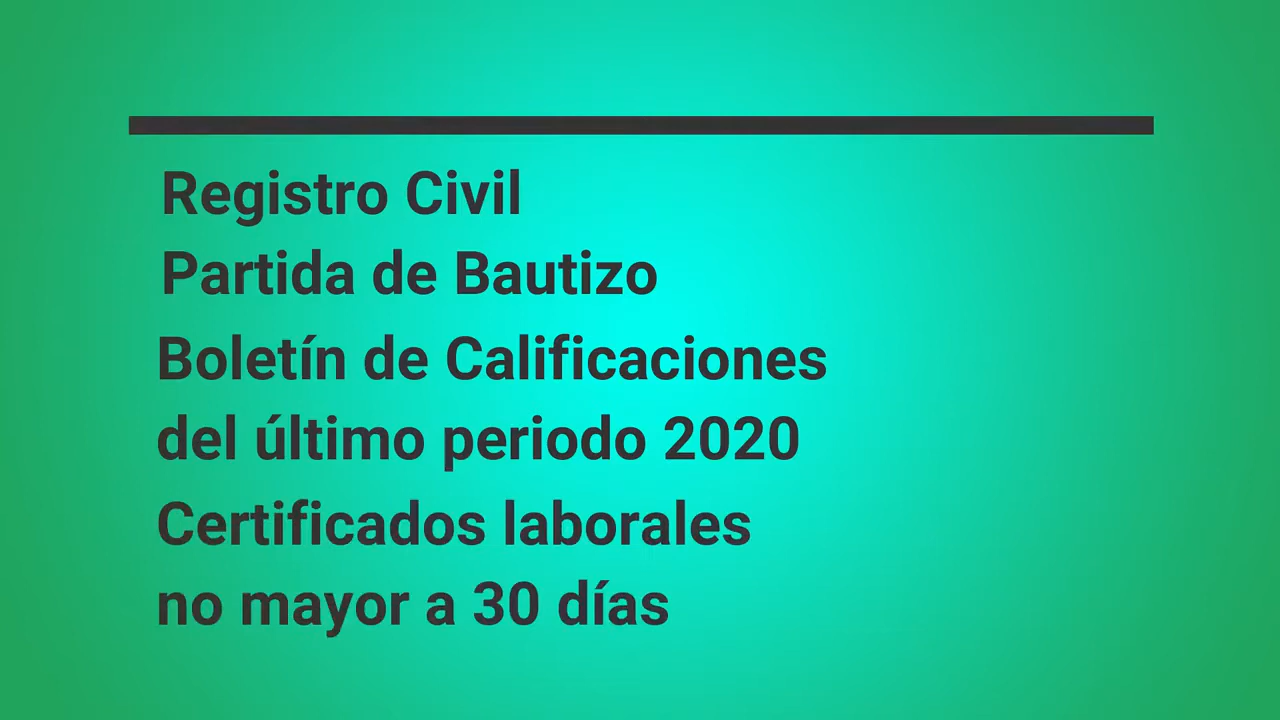 Registro Civil
Partida de Bautizo
Boletín de Calificaciones
del último periodo 2020
Certificados laborales
no mayor a 30 días